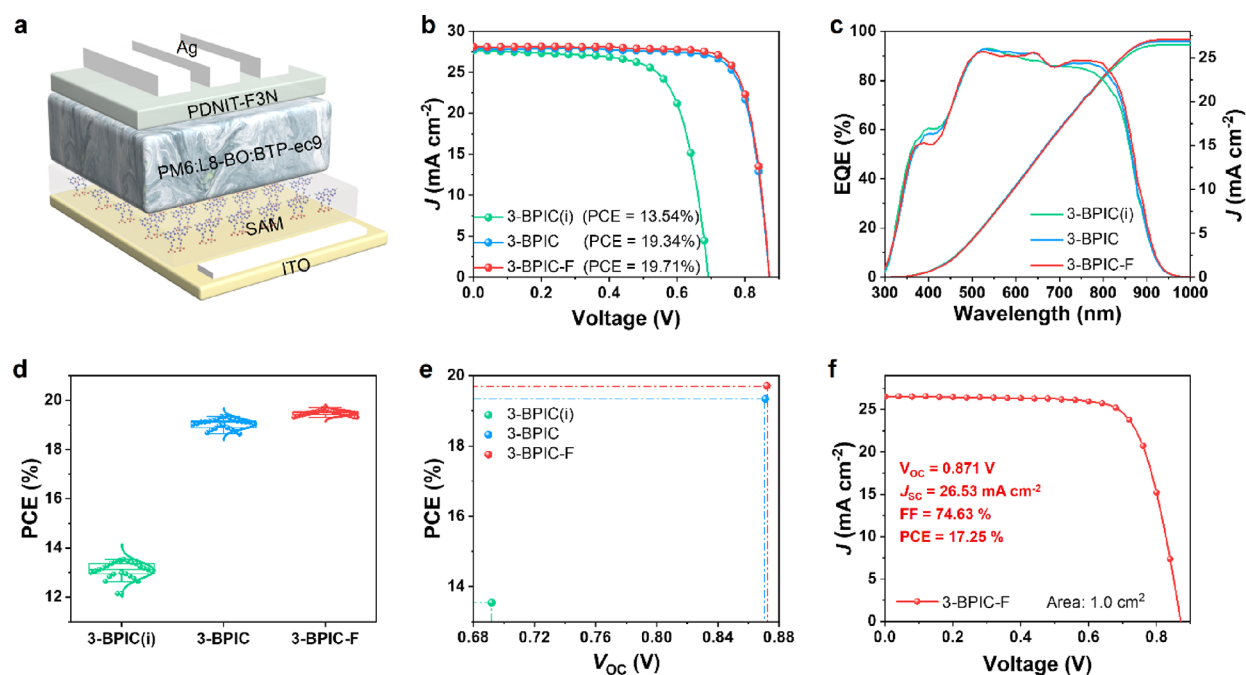 a
Ag
PDNIT-F3N
PM6:L8-BO:BTP-ec9
SAM
ITO
b
30
25
20
15
10
5
0
J (mA cm⁻²)
3-BPIC(i) (PCE = 13.54%)
3-BPIC (PCE = 19.34%)
3-BPIC-F (PCE = 19.71%)
0.0 0.2 0.4 0.6 0.8
Voltage (V)
c
100
80
60
40
20
0
EQE (%)
25
20
15
10
5
0
J (mA cm⁻²)
3-BPIC(i)
3-BPIC
3-BPIC-F
300 400 500 600 700 800 900 1000
Wavelength (nm)
d
20
18
16
14
12
PCE (%)
3-BPIC(i) 3-BPIC 3-BPIC-F
e
20
18
16
14
PCE (%)
3-BPIC(i)
3-BPIC
3-BPIC-F
0.68 0.72 0.76 0.80 0.84 0.88
V_OC (V)
f
25
20
15
10
5
0
J (mA cm⁻²)
V_OC = 0.871 V
J_SC = 26.53 mA cm⁻²
FF = 74.63 %
PCE = 17.25 %
3-BPIC-F Area: 1.0 cm²
0.0 0.2 0.4 0.6 0.8
Voltage (V)